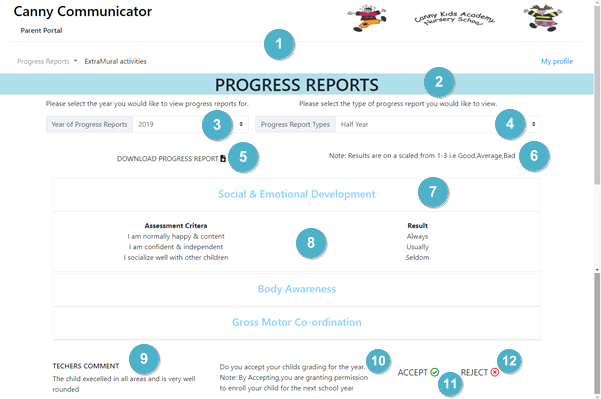 Canny Communicator
Canny Kids Academy
Nursery School
Parent Portal
1
Progress Reports ExtraMural activities My profile
PROGRESS REPORTS 2
Please select the year you would like to view progress reports for. Please select the type of progress report you would like to view.
Year of Progress Reports 2019 3 Progress Report Types Half Year 4
DOWNLOAD PROGRESS REPORT 5 Note: Results are on a scaled from 1-3 i.e Good,Average,Bad 6
Social & Emotional Development 7
Assessment Critera Result
I am normally happy & content Always
I am confident & independent 8 Usually
I socialize well with other children Seldom
Body Awareness
Gross Motor Co-ordination
9 10 12
TECHERS COMMENT Do you accept your childs grading for the year. ACCEPT 11 REJECT
The child execelled in all areas and is very well Note: By Accepting,you are granting permission
rounded to enroll your child for the next school year